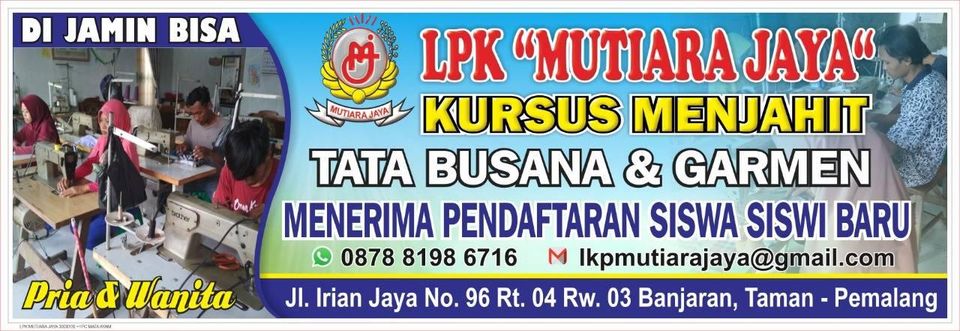 DI JAMIN BISA
MUTIARA JAYA
LPK “MUTIARA JAYA“
KURSUS MENJAHIT
TATA BUSANA & GARMEN
MENERIMA PENDAFTARAN SISWA SISWI BARU
0878 8198 6716 lkpmutiarajaya@gmail.com
Pria & Wanita
Jl. Irian Jaya No. 96 Rt. 04 Rw. 03 Banjaran, Taman - Pemalang
brother